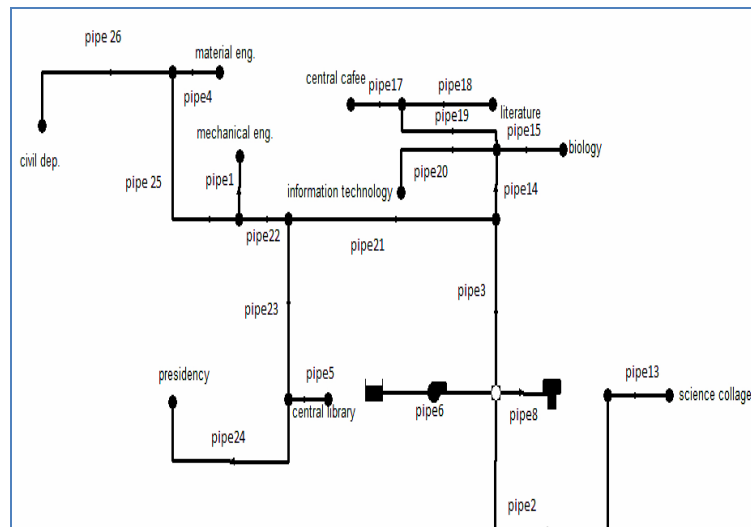 pipe 26
material eng.
pipe4
central cafee
pipe17
pipe18
literature
pipe19
pipe15
civil dep.
mechanical eng.
biology
pipe 25
pipe1
information technology
pipe20
pipe14
pipe22
pipe21
pipe23
pipe3
presidency
pipe5
central library
pipe6
pipe8
pipe13
science collage
pipe24
pipe2